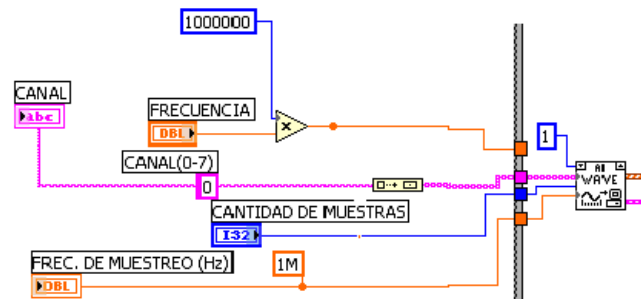 1000000
CANAL
abc
FRECUENCIA
DBL
x
CANAL(0-7)
0
1
AI
WAVE
CANTIDAD DE MUESTRAS
I32
FREC. DE MUESTREO (Hz)
1M
DBL